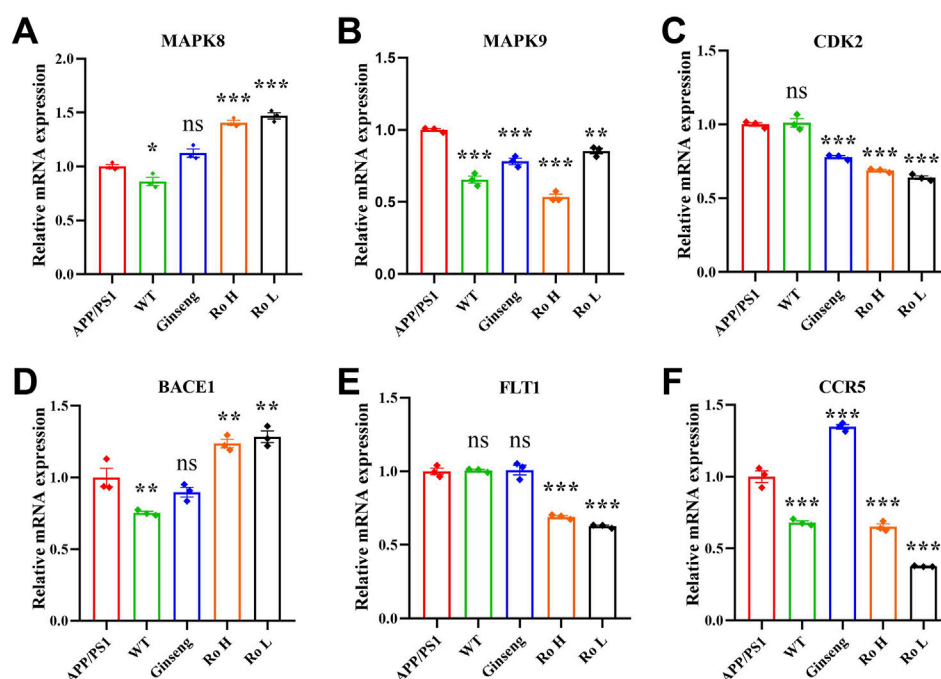 A
MAPK8
Relative mRNA expression
2.0
1.5
1.0
0.5
0.0
*
ns
***
***
APP/PS1
WT
Ginseng
Ro H
Ro L
B
MAPK9
Relative mRNA expression
1.5
1.0
0.5
0.0
***
***
***
**
APP/PS1
WT
Ginseng
Ro H
Ro L
C
CDK2
Relative mRNA expression
1.5
1.0
0.5
0.0
ns
***
***
***
APP/PS1
WT
Ginseng
Ro H
Ro L
D
BACE1
Relative mRNA expression
1.5
1.0
0.5
0.0
**
ns
**
**
APP/PS1
WT
Ginseng
Ro H
Ro L
E
FLT1
Relative mRNA expression
1.5
1.0
0.5
0.0
ns
ns
***
***
APP/PS1
WT
Ginseng
Ro H
Ro L
F
CCR5
Relative mRNA expression
1.5
1.0
0.5
0.0
***
***
***
***
APP/PS1
WT
Ginseng
Ro H
Ro L